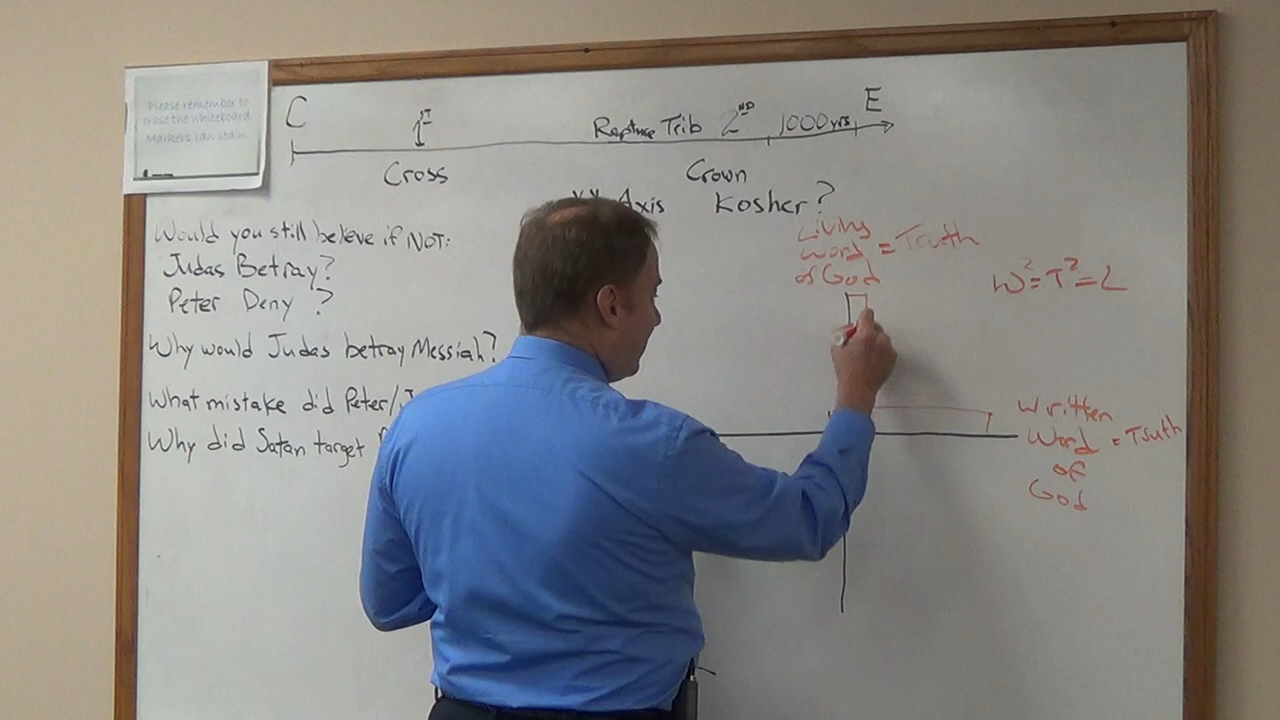 Please remember to
erase the whiteboard
Markers can stain
C 1ST Rapture Trib 2ND 1000 yrs E
Cross Crown
Axis Kosher?
Would you still believe if NOT:
Judas Betray?
Peter Deny ?
Why would Judas betray Messiah?
What mistake did Peter/J
Why did Satan target
Living
Word = Truth
of God
W²=T²=L
Written
Word = Truth
of
God